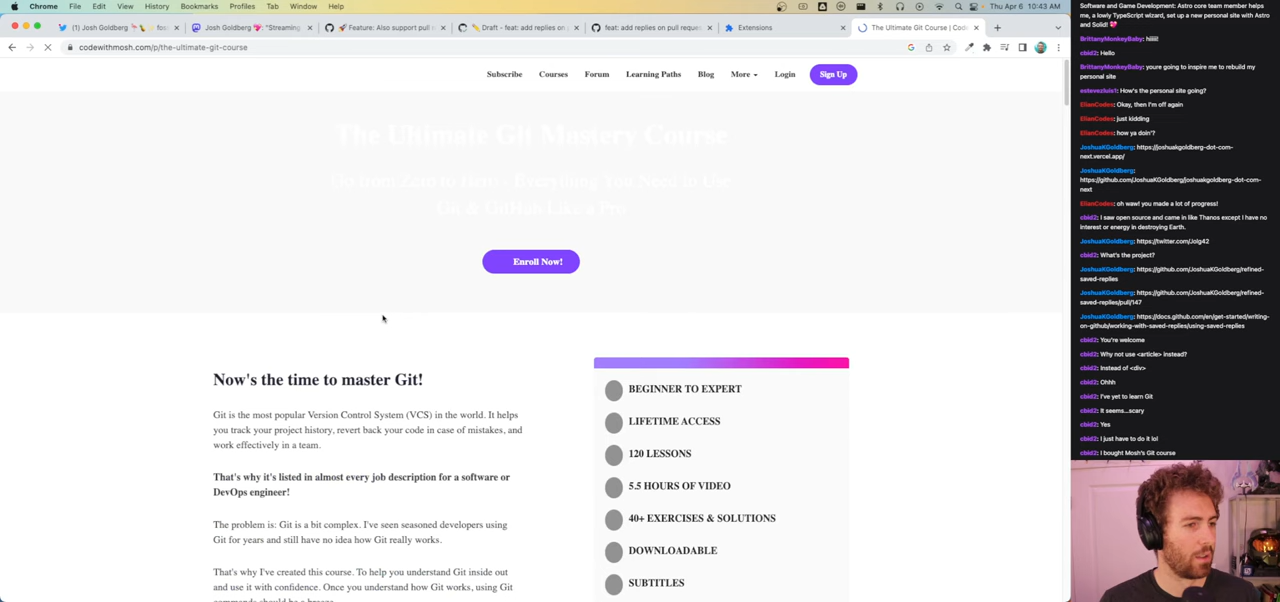 Chrome File Edit View History Bookmarks Profiles Tab Window Help
Thu Apr 6 10:43 AM
(1) Josh Goldberg
Josh Goldberg 💖: "Streaming
🚀 Feature: Also support pull
✏️ Draft - feat: add replies on
feat: add replies on pull reque
Extensions
The Ultimate Git Course | Cod
codewithmosh.com/p/the-ultimate-git-course
Subscribe Courses Forum Learning Paths Blog More Login Sign Up
The Ultimate Git Mastery Course
Go from Zero to Hero - Everything You Need to Use
Git & GitHub Like a Pro
Enroll Now!
Now's the time to master Git!
Git is the most popular Version Control System (VCS) in the world. It helps
you track your project history, revert back your code in case of mistakes, and
work effectively in a team.
That's why it's listed in almost every job description for a software or
DevOps engineer!
The problem is: Git is a bit complex. I've seen seasoned developers using
Git for years and still have no idea how Git really works.
That's why I've created this course. To help you understand Git inside out
and use it with confidence. Once you understand how Git works, using Git
commands should be a breeze.
BEGINNER TO EXPERT
LIFETIME ACCESS
120 LESSONS
5.5 HOURS OF VIDEO
40+ EXERCISES & SOLUTIONS
DOWNLOADABLE
SUBTITLES
Software and Game Development: Astro core team member helps
me, a lowly TypeScript wizard, set up a new personal site with Astro
and Solid! 💖
BrittanyMonkeyBaby: hiiiii!
cbid2: Hello
BrittanyMonkeyBaby: youre going to inspire me to rebuild my
personal site
estevezluis1: How's the personal site going?
ElianCodes: Okay, then I'm off again
ElianCodes: just kidding
ElianCodes: how ya doin'?
JoshuaKGoldberg: https://joshuakgoldberg-dot-com-
next.vercel.app/
JoshuaKGoldberg:
https://github.com/JoshuaKGoldberg/joshuakgoldberg-dot-com-
next
ElianCodes: oh waw! you made a lot of progress!
cbid2: I saw open source and came in like Thanos except I have no
interest or energy in destroying Earth.
JoshuaKGoldberg: https://twitter.com/Jolg42
cbid2: What's the project?
JoshuaKGoldberg: https://github.com/JoshuaKGoldberg/refined-
saved-replies
JoshuaKGoldberg: https://github.com/JoshuaKGoldberg/refined-
saved-replies/pull/147
JoshuaKGoldberg: https://docs.github.com/en/get-started/writing-
on-github/working-with-saved-replies/using-saved-replies
cbid2: You're welcome
cbid2: Why not use <article> instead?
cbid2: Instead of <div>
cbid2: Ohhh
cbid2: I've yet to learn Git
cbid2: It seems...scary
cbid2: Yes
cbid2: I just have to do it lol
cbid2: I bought Mosh's Git course